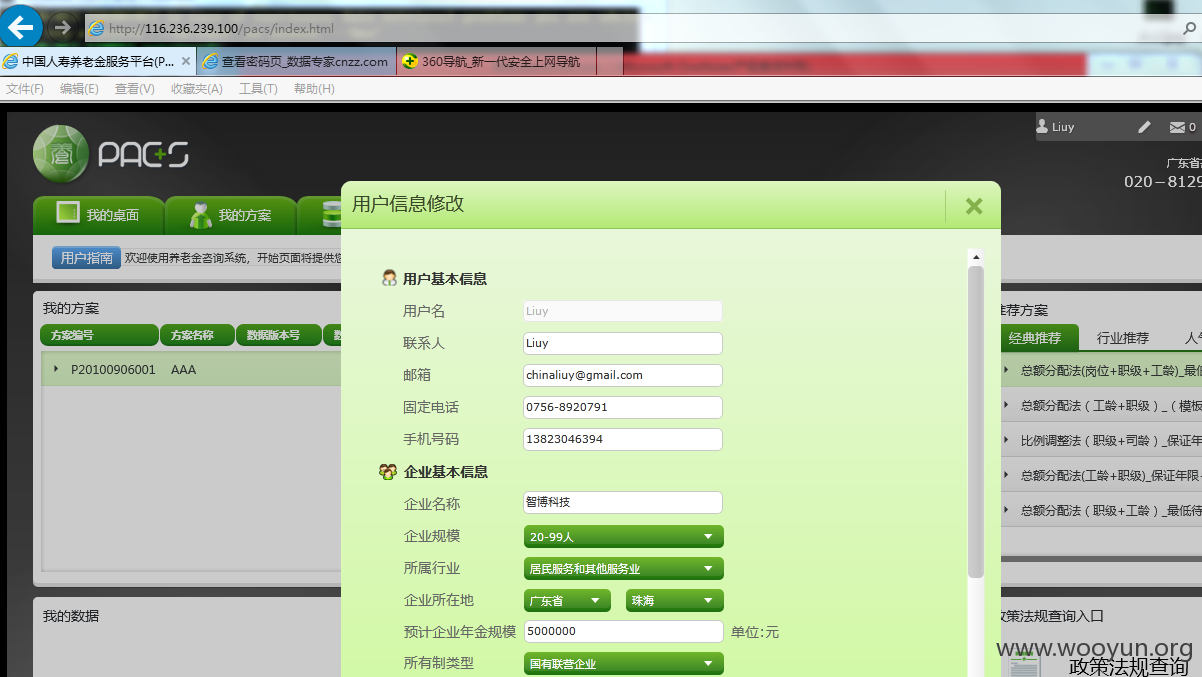 http://116.236.239.100/pacs/index.html
中国人寿养老金服务平台(P... 查看密码页_数据专家cnzz.com 360导航_新一代安全上网导航
文件(F) 编辑(E) 查看(V) 收藏夹(A) 工具(T) 帮助(H)
PAC+S
Liuy 0
广东省
020－8129
我的桌面 我的方案
用户信息修改
用户指南 欢迎使用养老金咨询系统，开始页面将提供您
用户基本信息
用户名 Liuy
联系人 Liuy
邮箱 chinaliuy@gmail.com
固定电话 0756-8920791
手机号码 13823046394
企业基本信息
企业名称 智博科技
企业规模 20-99人
所属行业 居民服务和其他服务业
企业所在地 广东省 珠海
预计企业年金规模 5000000 单位:元
所有制类型 国有联营企业
我的方案
方案编号 方案名称 数据版本号
P20100906001 AAA
我的数据
推荐方案
经典推荐 行业推荐 人气
总额分配法(岗位+职级+工龄)_最低
总额分配法（工龄+职级）_（模板
比例调整法（职级+司龄）_保证年
总额分配法(工龄+职级)_保证年限+
总额分配法（职级+工龄）_最低待
政策法规查询入口
www.wooyun.org
政策法规查询